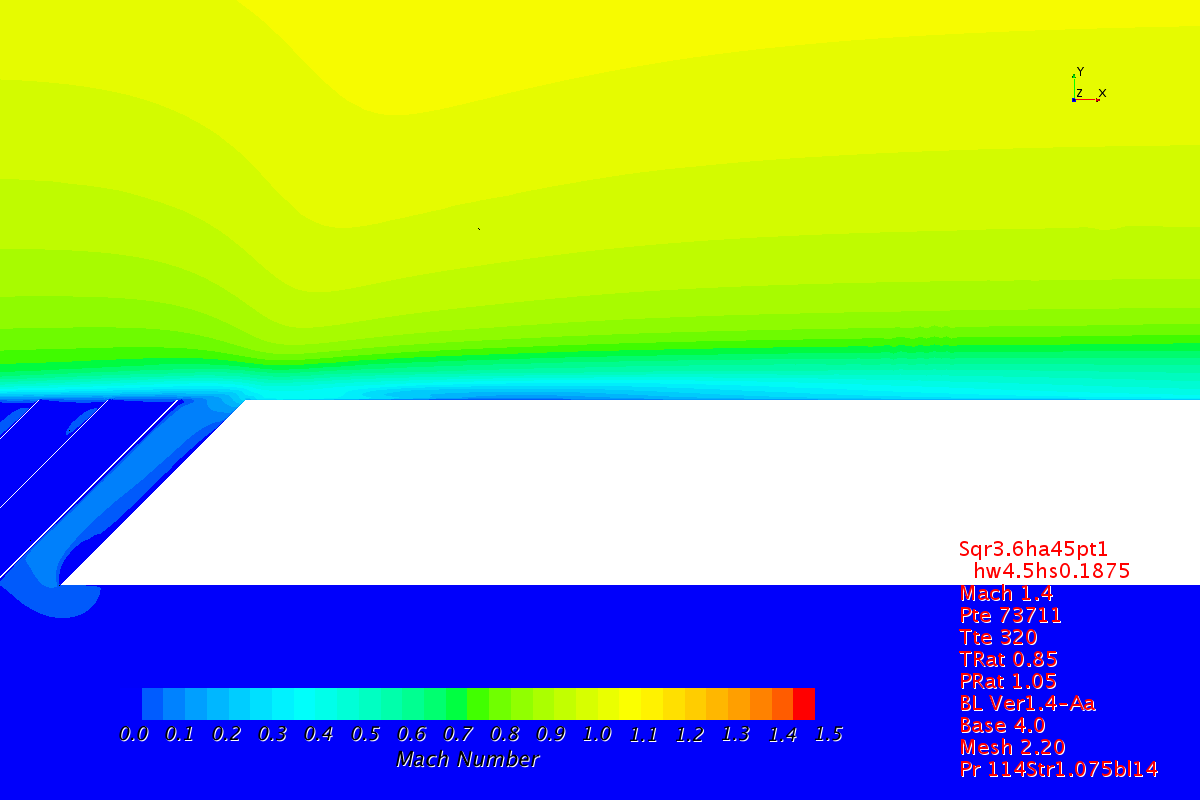 Y
Z X
Sqr3.6ha45pt1
hw4.5hs0.1875
Mach 1.4
Pte 73711
Tte 320
TRat 0.85
PRat 1.05
BL Ver1.4-Aa
Base 4.0
Mesh 2.20
Pr 114Str1.075bl14
0.0 0.1 0.2 0.3 0.4 0.5 0.6 0.7 0.8 0.9 1.0 1.1 1.2 1.3 1.4 1.5
Mach Number